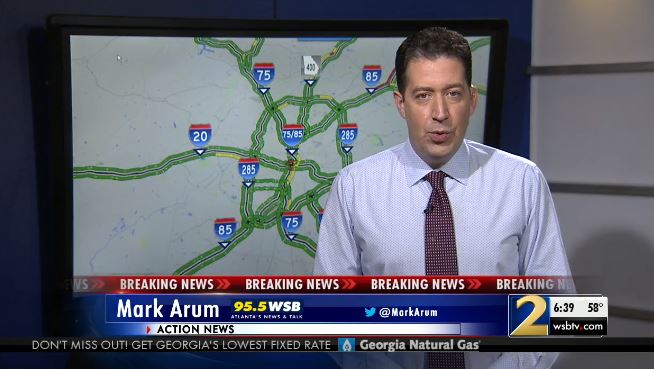 400
75
85
20
75/85
285
285
85
75
WS BREAKING NEWS BREAKING NEWS BREAKING NEWS BREAKING N
Mark Arum 95.5 WSB
ATLANTA'S NEWS & TALK
@MarkArum
2 6:39 58°
wsbtv.com
ACTION NEWS
DON'T MISS OUT! GET GEORGIA'S LOWEST FIXED RATE Georgia Natural Gas